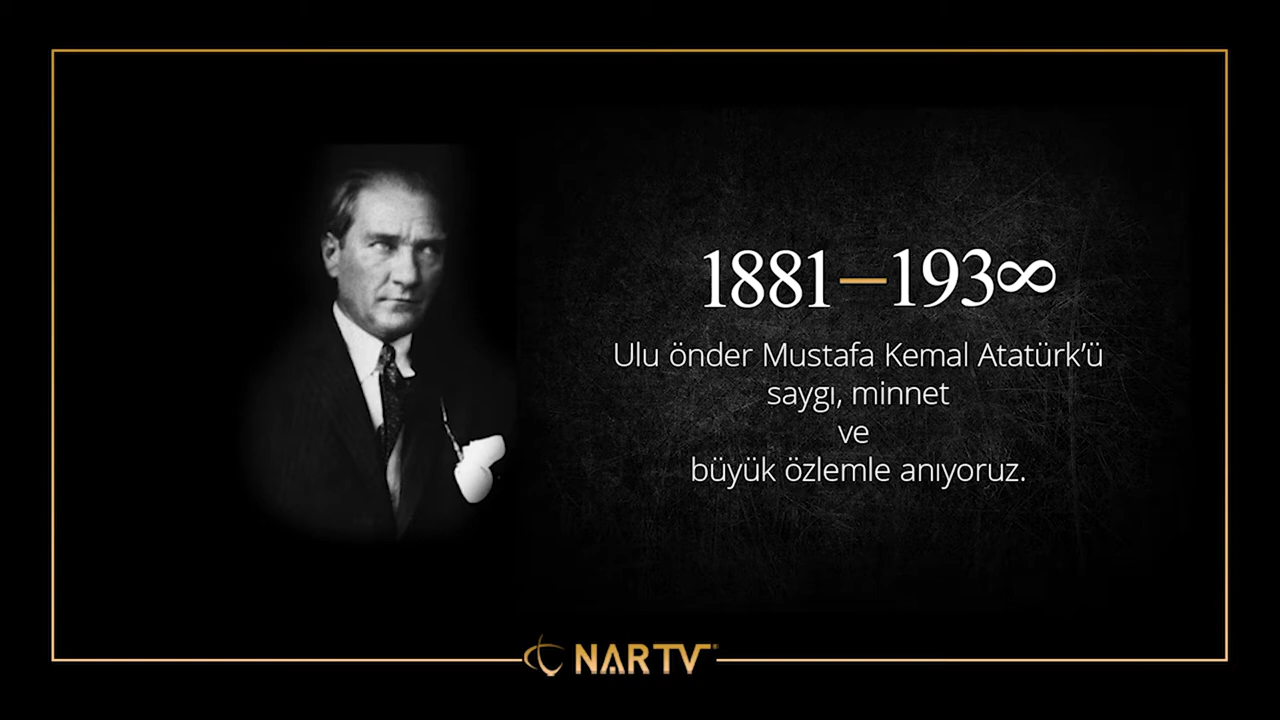 1881–193∞
Ulu önder Mustafa Kemal Atatürk’ü
saygı, minnet
ve
büyük özlemle anıyoruz.
NARTV®